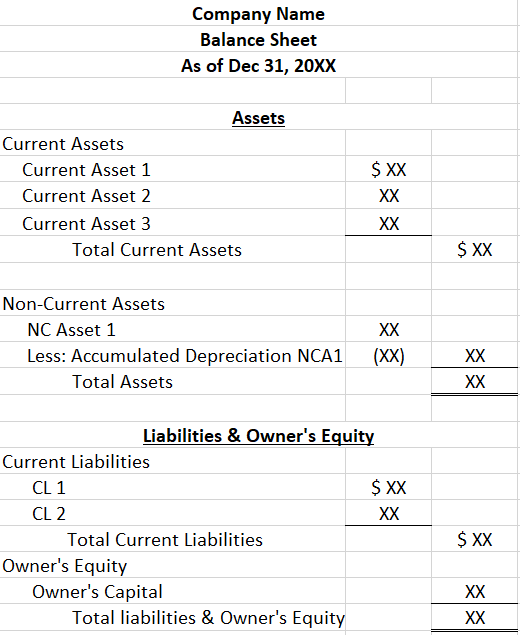 Company Name
Balance Sheet
As of Dec 31, 20XX
Assets
Current Assets
Current Asset 1 $ XX
Current Asset 2 XX
Current Asset 3 XX
Total Current Assets $ XX
Non-Current Assets
NC Asset 1 XX
Less: Accumulated Depreciation NCA1 (XX) XX
Total Assets XX
Liabilities & Owner's Equity
Current Liabilities
CL 1 $ XX
CL 2 XX
Total Current Liabilities $ XX
Owner's Equity
Owner's Capital XX
Total liabilities & Owner's Equity XX